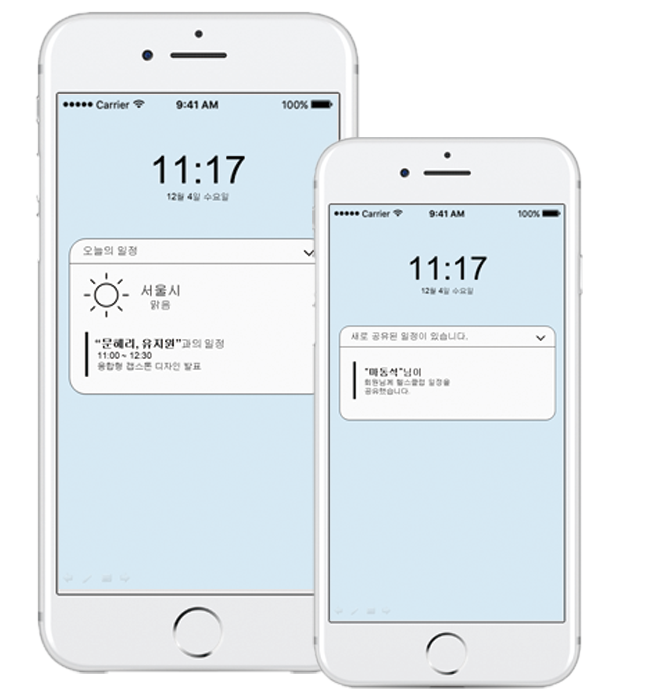 Carrier 9:41 AM 100%
11:17
12월 4일 수요일
오늘의 일정
서울시
맑음
"문혜리, 유지원"과의 일정
11:00 ~ 12:30
융합형 캡스톤 디자인 발표
Carrier 9:41 AM 100%
11:17
12월 4일 수요일
새로 공유된 일정이 있습니다.
"마동석"님이
회원님께 헬스클럽 일정을
공유했습니다.